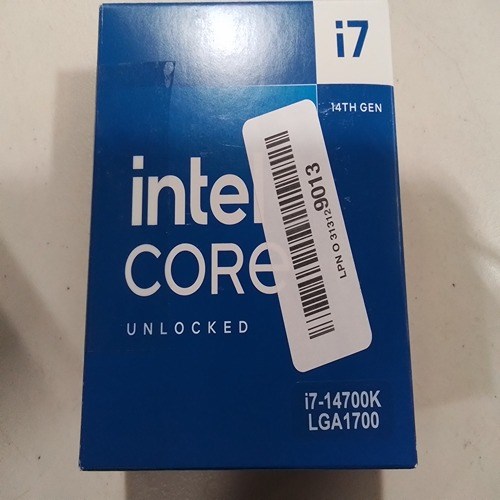 i7
14TH GEN
intel
CORE
UNLOCKED
LPN O 313129013
i7-14700K
LGA1700